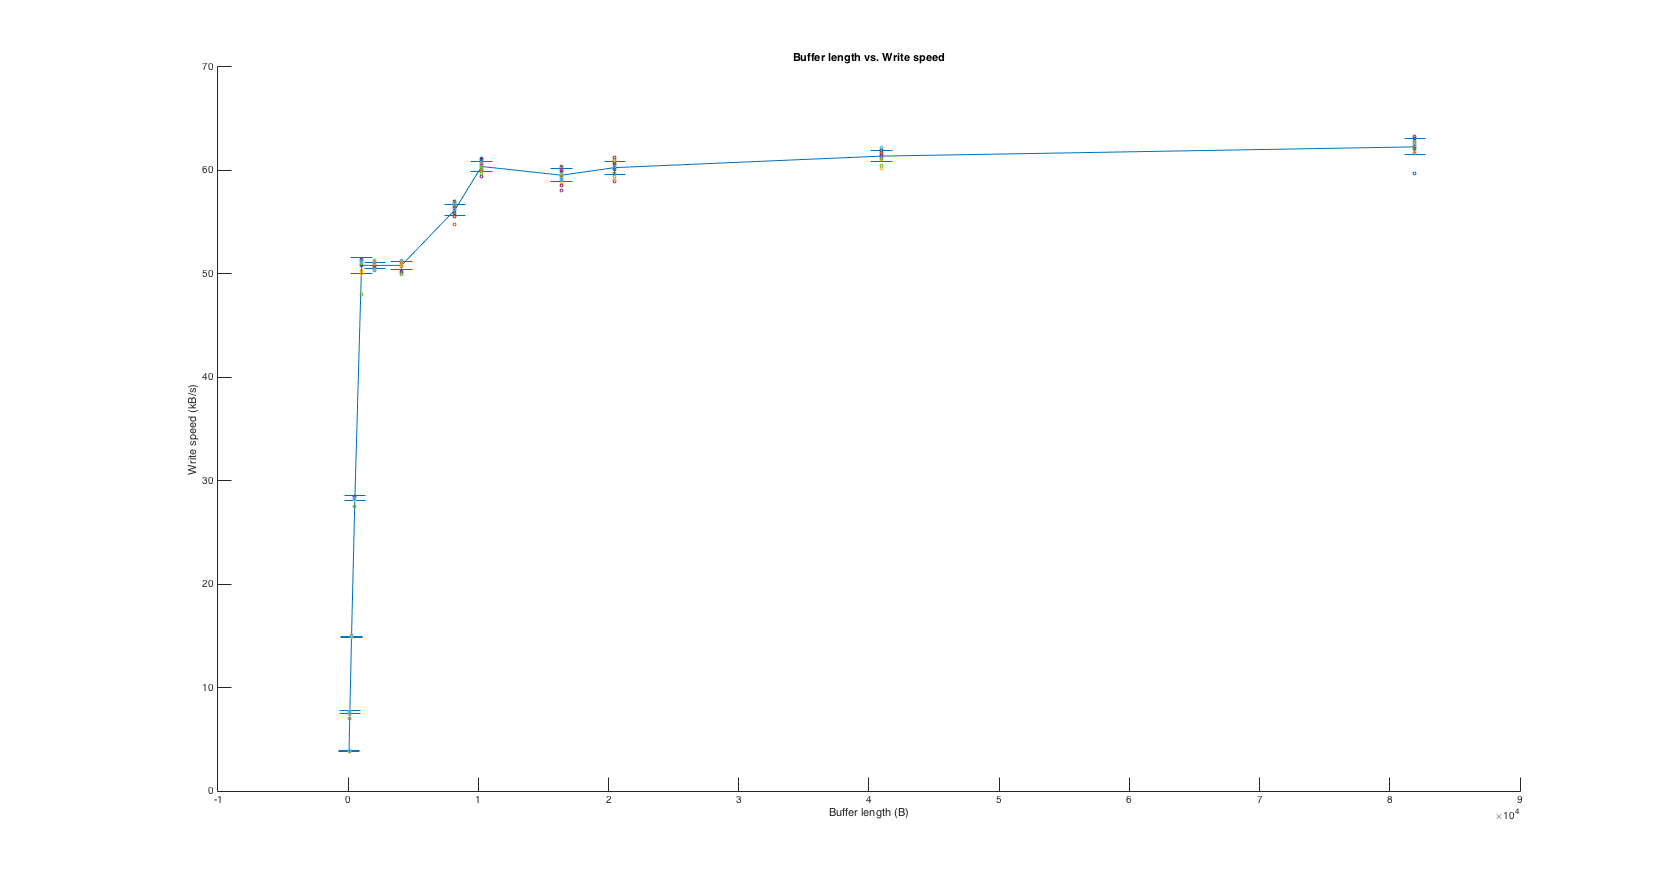 Buffer length vs. Write speed
70
60
50
40
30
20
10
0
Write speed (kB/s)
-1 0 1 2 3 4 5 6 7 8 9
Buffer length (B)
×10⁴